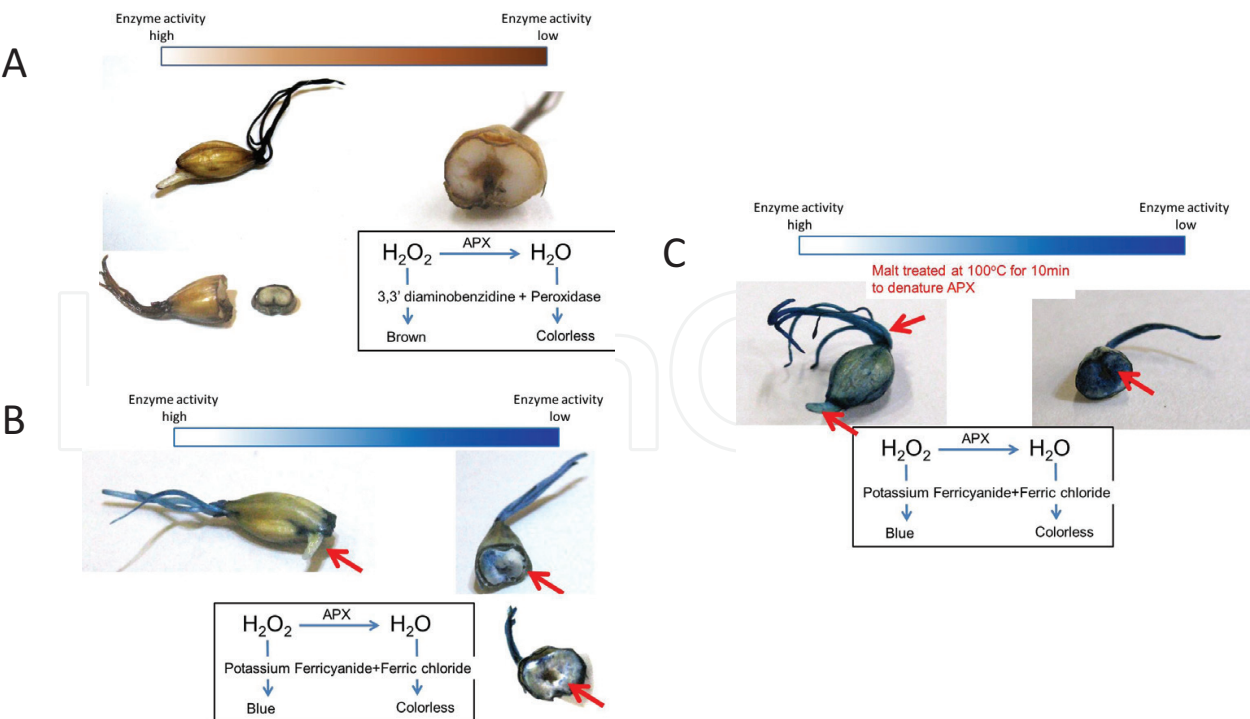 A
Enzyme activity
high
Enzyme activity
low
H₂O₂ APX H₂O
3,3' diaminobenzidine + Peroxidase
Brown Colorless
B
Enzyme activity
high
Enzyme activity
low
H₂O₂ APX H₂O
Potassium Ferricyanide+Ferric chloride
Blue Colorless
C
Enzyme activity
high
Enzyme activity
low
Malt treated at 100°C for 10min
to denature APX
H₂O₂ APX H₂O
Potassium Ferricyanide+Ferric chloride
Blue Colorless